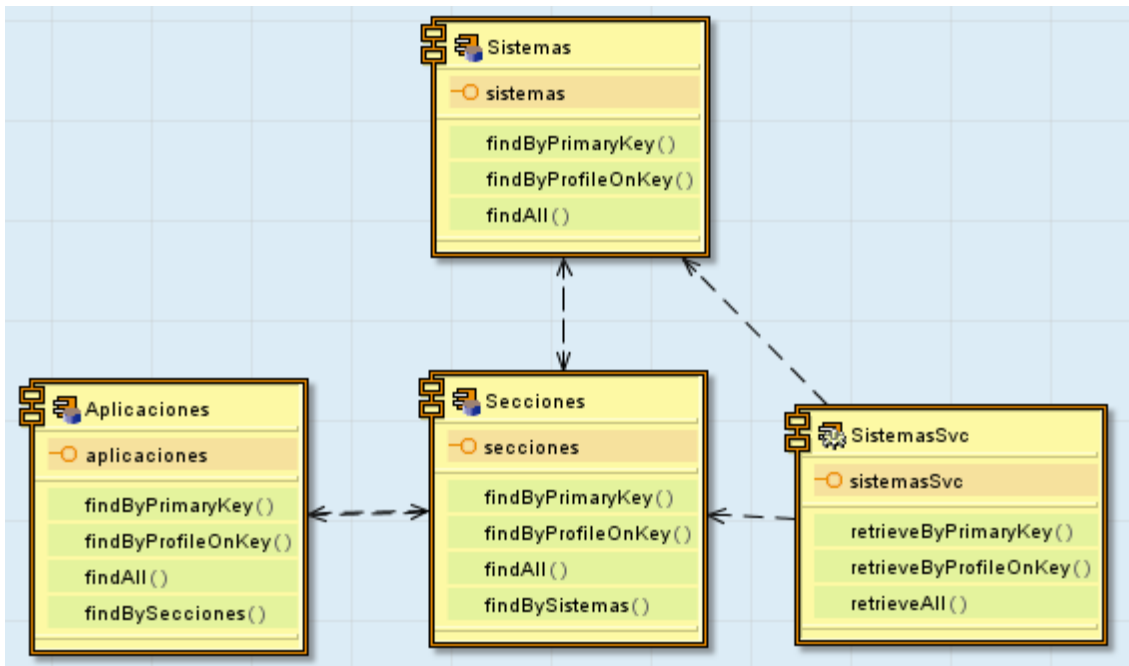 Sistemas
sistemas
findByPrimaryKey()
findByProfileOnKey()
findAll()
Aplicaciones
aplicaciones
findByPrimaryKey()
findByProfileOnKey()
findAll()
findBySecciones()
Secciones
secciones
findByPrimaryKey()
findByProfileOnKey()
findAll()
findBySistemas()
SistemasSvc
sistemasSvc
retrieveByPrimaryKey()
retrieveByProfileOnKey()
retrieveAll()